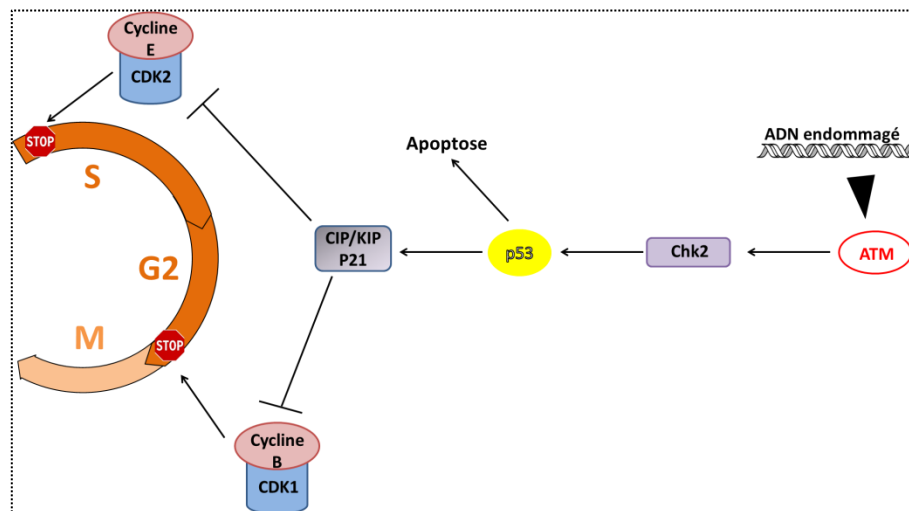 Cycline
E
CDK2
STOP
S
G2
M
STOP
Cycline
B
CDK1
CIP/KIP
P21
Apoptose
p53
Chk2
ADN endommagé
ATM